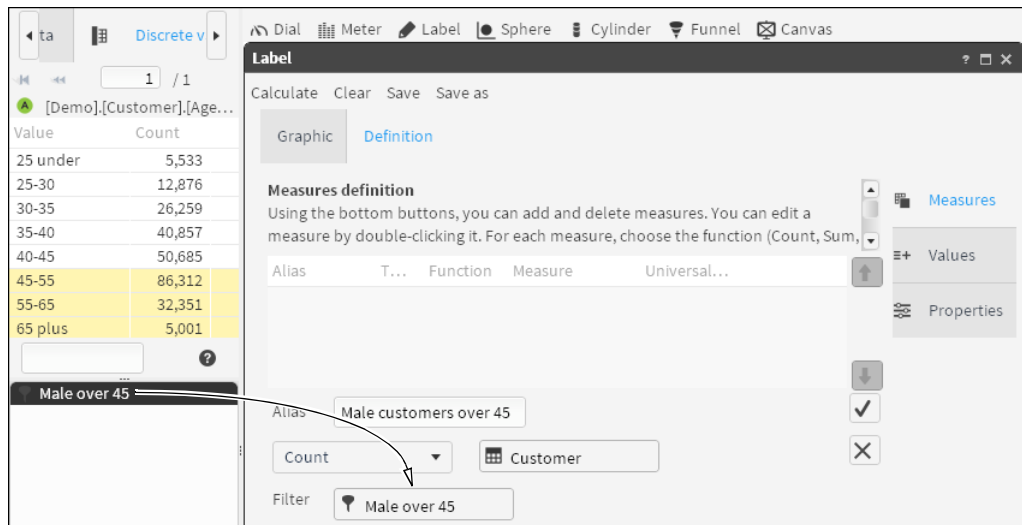 ta Discrete v
1 / 1
A [Demo].[Customer].[Age...
Value Count
25 under 5,533
25-30 12,876
30-35 26,259
35-40 40,857
40-45 50,685
45-55 86,312
55-65 32,351
65 plus 5,001
?
Male over 45
Dial Meter Label Sphere Cylinder Funnel Canvas
Label ?
Calculate Clear Save Save as
Graphic Definition
Measures definition
Using the bottom buttons, you can add and delete measures. You can edit a
measure by double-clicking it. For each measure, choose the function (Count, Sum,
Alias T... Function Measure Universal...
Alias Male customers over 45
Count Customer
Filter Male over 45
Measures
Values
Properties